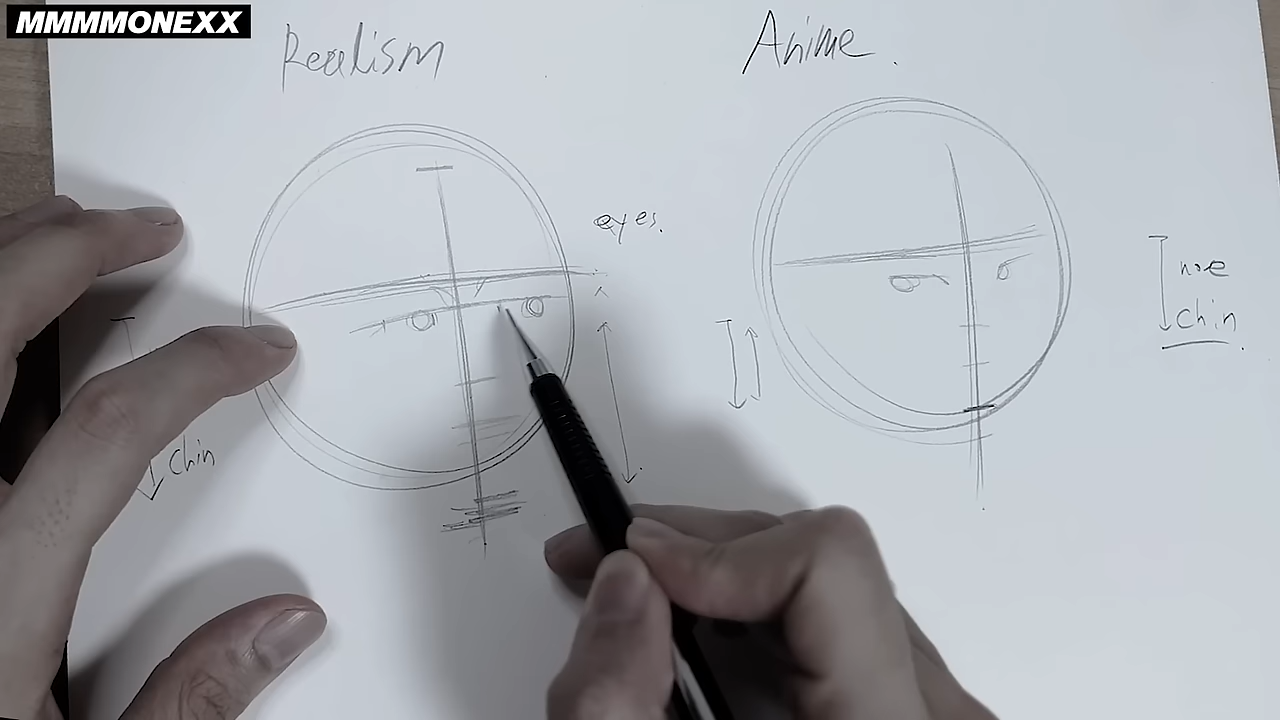 MMMMONEXX
Realism
Anime.
eyes.
nose
chin.
chin